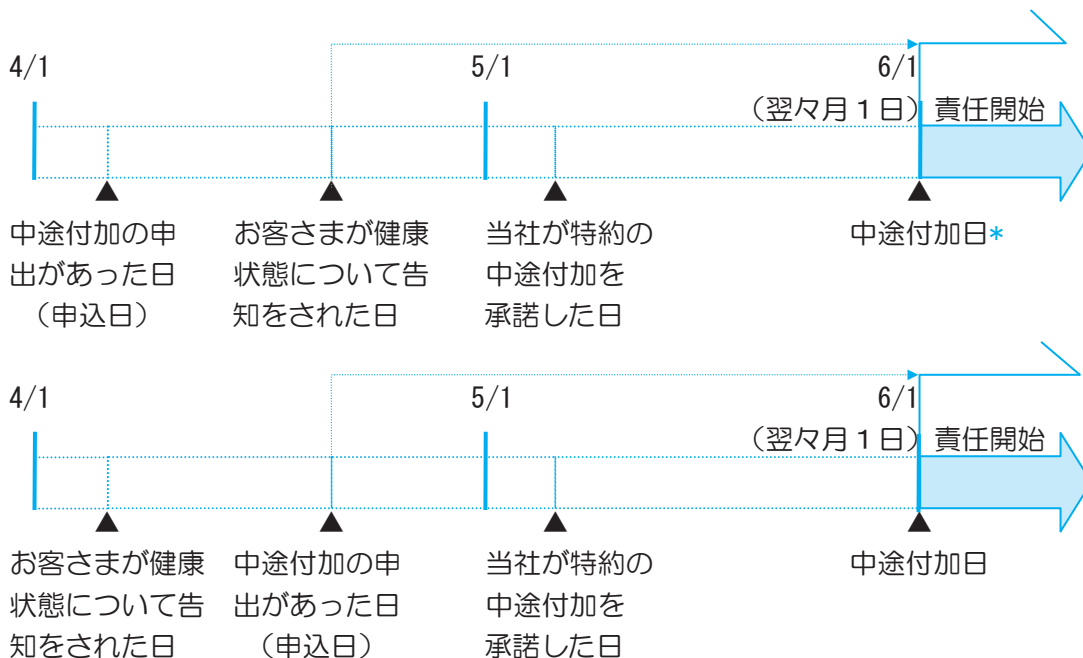 4/1
5/1
6/1
（翌々月１日）責任開始
中途付加の申
出があった日
（申込日）
お客さまが健康
状態について告
知をされた日
当社が特約の
中途付加を
承諾した日
中途付加日*
4/1
5/1
6/1
（翌々月１日）責任開始
お客さまが健康
状態について告
知をされた日
中途付加の申
出があった日
（申込日）
当社が特約の
中途付加を
承諾した日
中途付加日